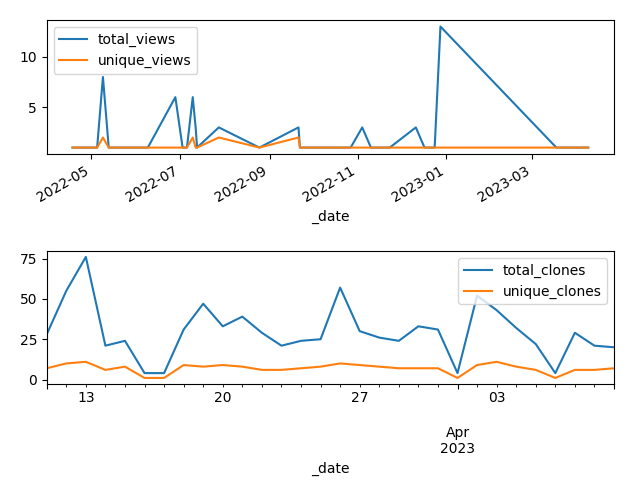 total_views
unique_views
10
5
2022-05
2022-07
2022-09
2022-11
2023-01
2023-03
_date
total_clones
unique_clones
75
50
25
0
13
20
27
03
Apr
2023
_date